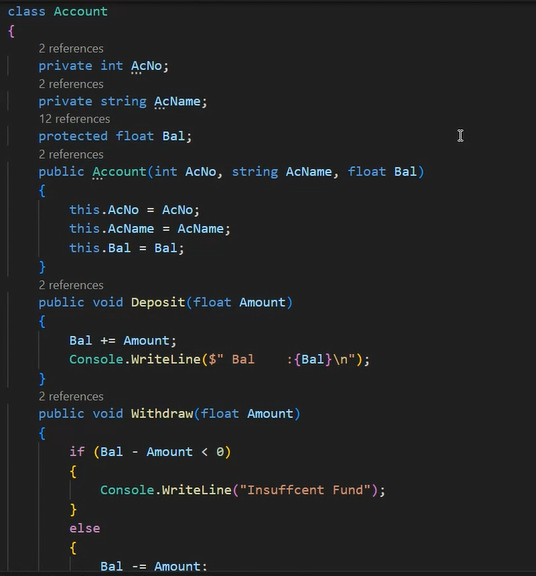 class Account
{
2 references
private int AcNo;
2 references
private string AcName;
12 references
protected float Bal;
2 references
public Account(int AcNo, string AcName, float Bal)
{
this.AcNo = AcNo;
this.AcName = AcName;
this.Bal = Bal;
}
2 references
public void Deposit(float Amount)
{
Bal += Amount;
Console.WriteLine($" Bal    :{Bal}\n");
}
2 references
public void Withdraw(float Amount)
{
if (Bal - Amount < 0)
{
Console.WriteLine("Insuffcent Fund");
}
else
{
Bal -= Amount;